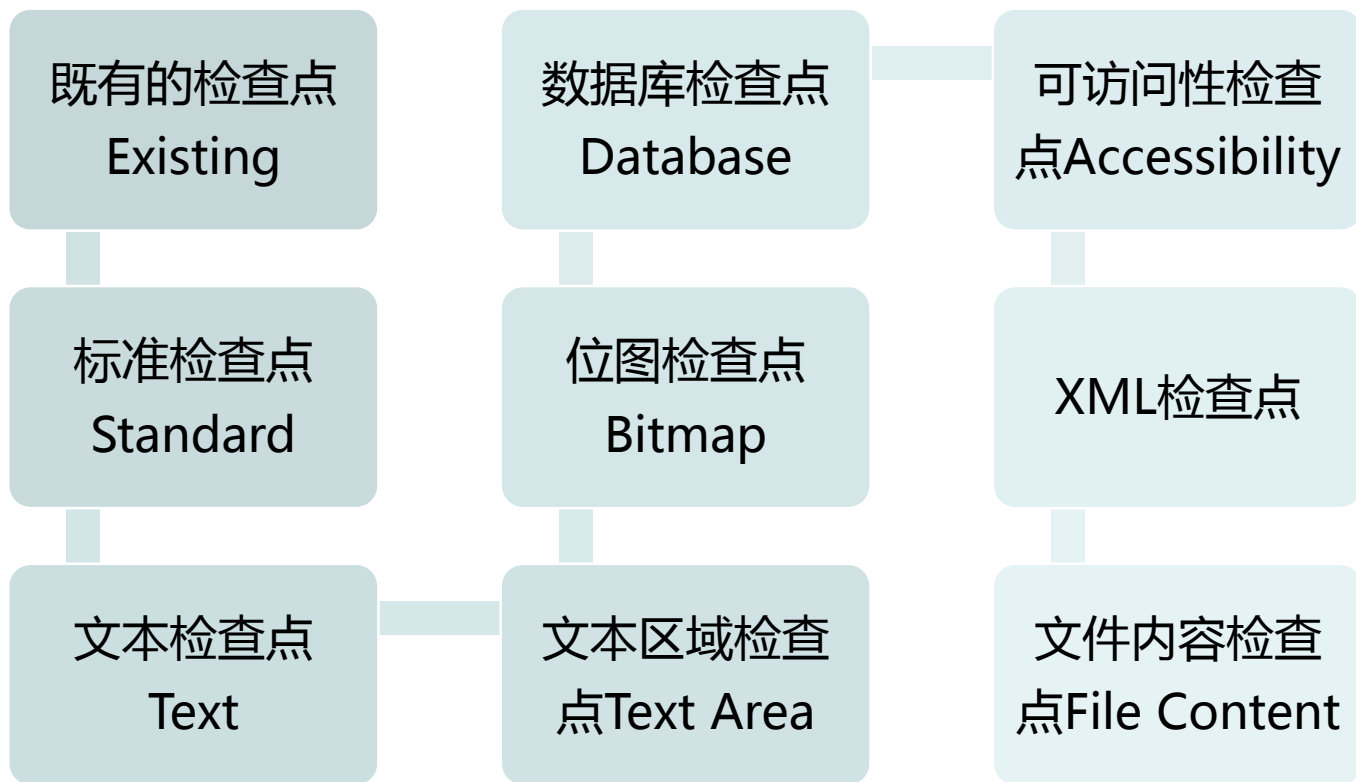 既有的检查点
Existing
标准检查点
Standard
文本检查点
Text
文本区域检查
点Text Area
位图检查点
Bitmap
数据库检查点
Database
可访问性检查
点Accessibility
XML检查点
文件内容检查
点File Content